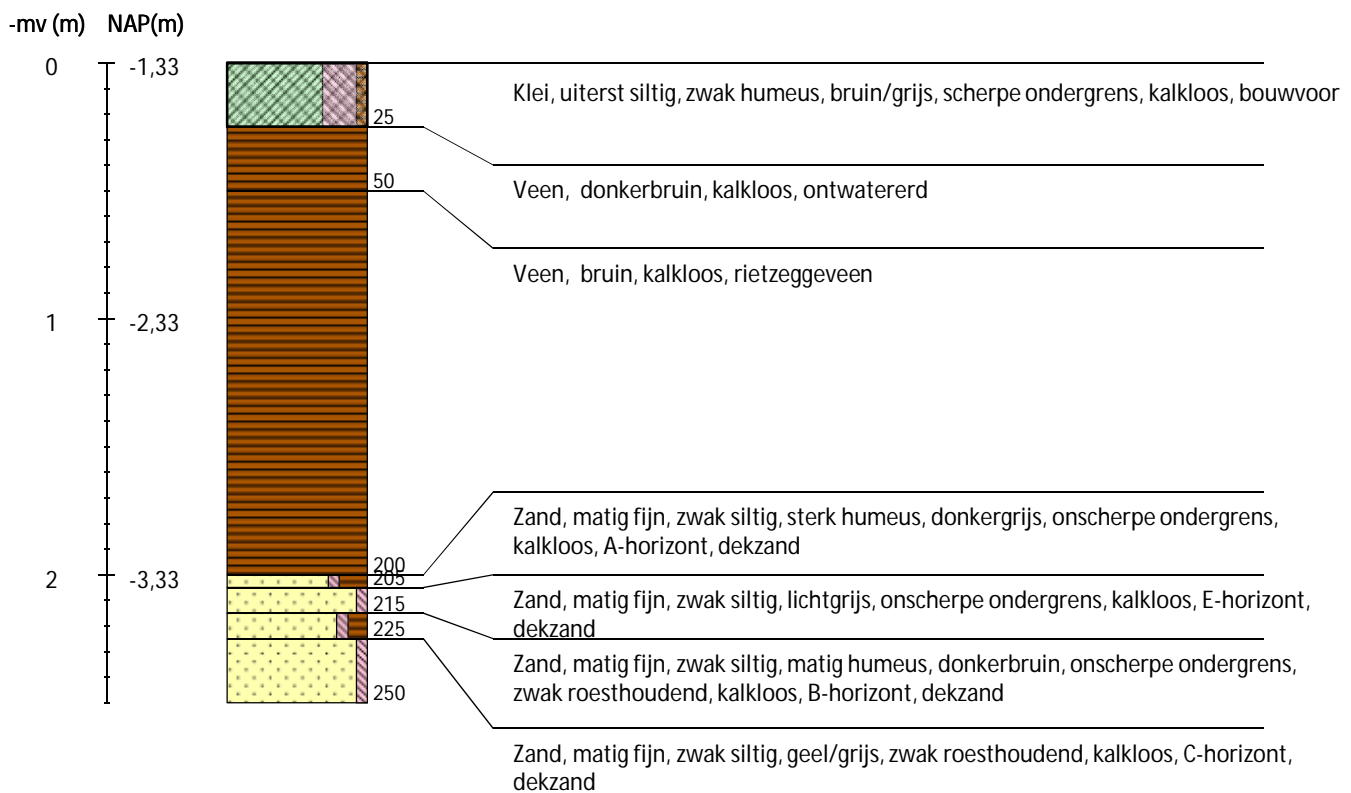 -mv (m) NAP(m)
0 -1,33
Klei, uiterst siltig, zwak humeus, bruin/grijs, scherpe ondergrens, kalkloos, bouwvoor
25
Veen, donkerbruin, kalkloos, ontwatererd
50
Veen, bruin, kalkloos, rietzeggeveen
1 -2,33
Zand, matig fijn, zwak siltig, sterk humeus, donkergrijs, onscherpe ondergrens,
kalkloos, A-horizont, dekzand
200
2 -3,33
205
Zand, matig fijn, zwak siltig, lichtgrijs, onscherpe ondergrens, kalkloos, E-horizont,
dekzand
215
225
Zand, matig fijn, zwak siltig, matig humeus, donkerbruin, onscherpe ondergrens,
zwak roesthoudend, kalkloos, B-horizont, dekzand
250
Zand, matig fijn, zwak siltig, geel/grijs, zwak roesthoudend, kalkloos, C-horizont,
dekzand